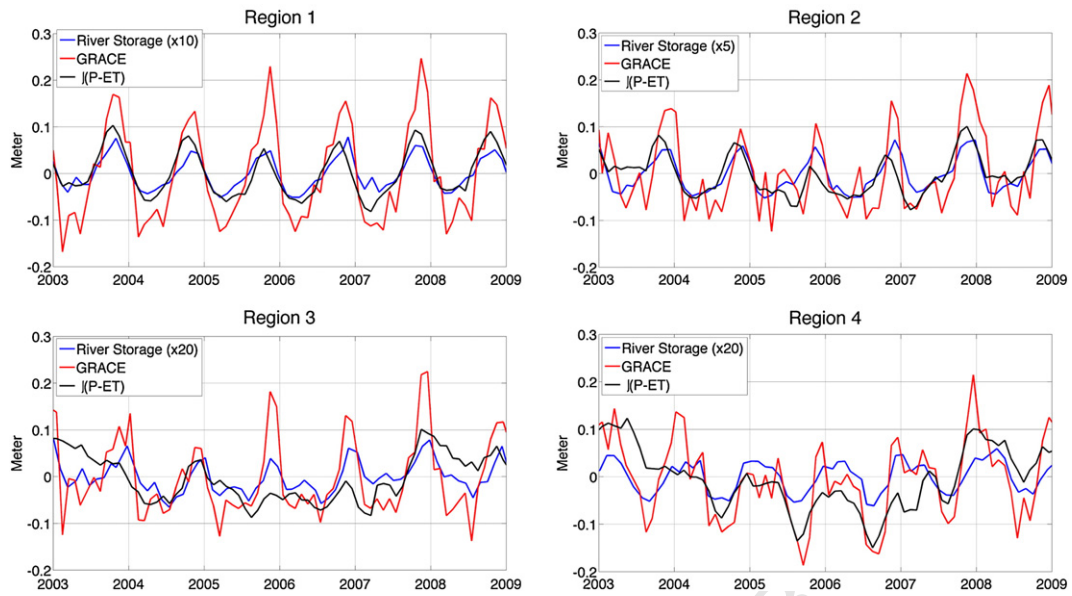 Region 1
River Storage (x10)
GRACE
∫(P-ET)
Meter
0.3
0.2
0.1
0
-0.1
-0.2
2003 2004 2005 2006 2007 2008 2009
Region 2
River Storage (x5)
GRACE
∫(P-ET)
Meter
0.3
0.2
0.1
0
-0.1
-0.2
2003 2004 2005 2006 2007 2008 2009
Region 3
River Storage (x20)
GRACE
∫(P-ET)
Meter
0.3
0.2
0.1
0
-0.1
-0.2
2003 2004 2005 2006 2007 2008 2009
Region 4
River Storage (x20)
GRACE
∫(P-ET)
Meter
0.3
0.2
0.1
0
-0.1
-0.2
2003 2004 2005 2006 2007 2008 2009